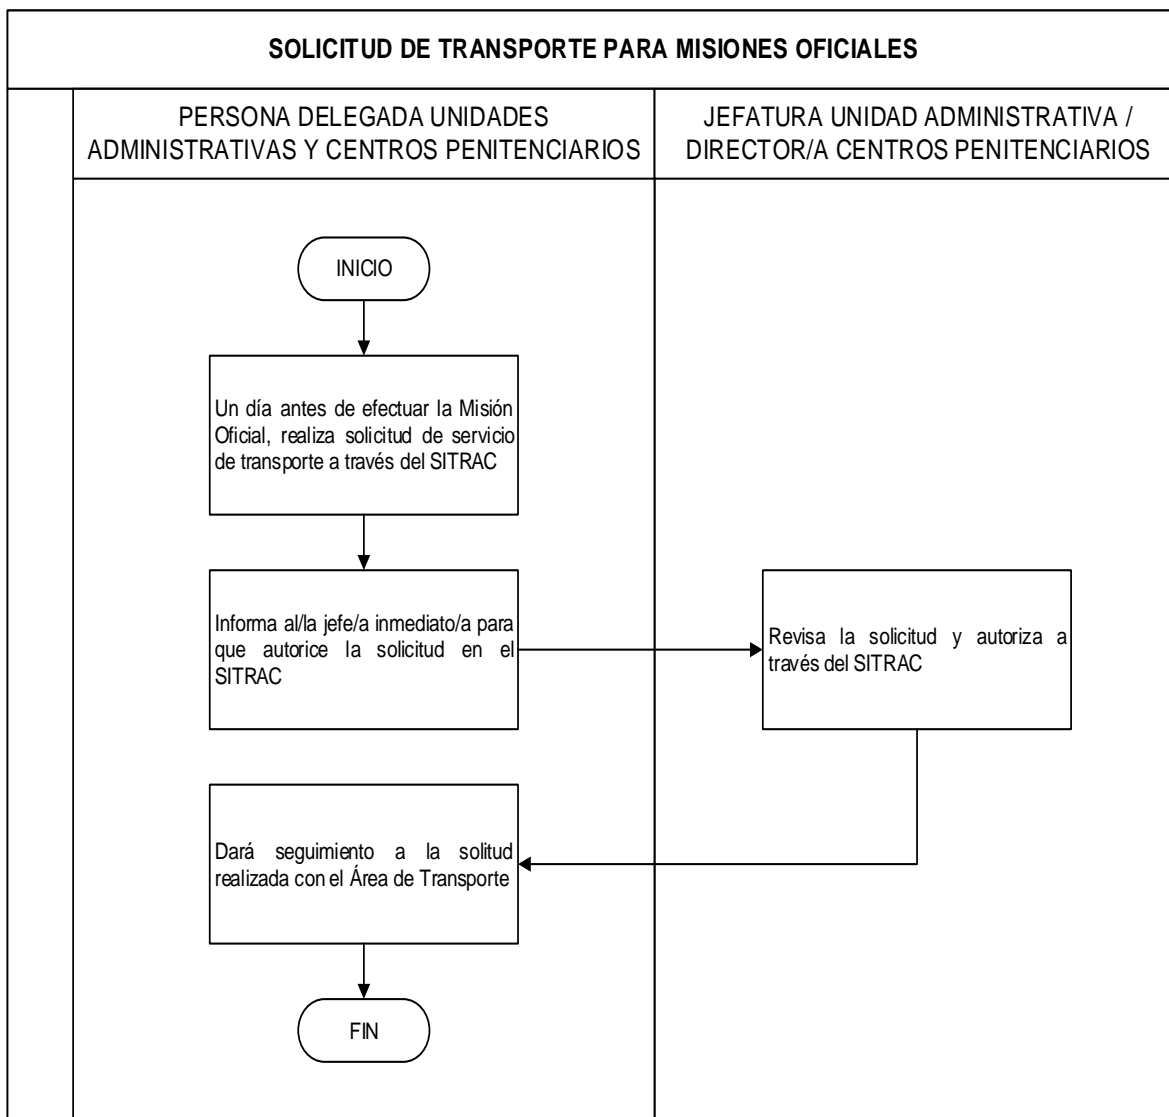 SOLICITUD DE TRANSPORTE PARA MISIONES OFICIALES
PERSONA DELEGADA UNIDADES
ADMINISTRATIVAS Y CENTROS PENITENCIARIOS
JEFATURA UNIDAD ADMINISTRATIVA /
DIRECTOR/A CENTROS PENITENCIARIOS
INICIO
Un día antes de efectuar la Misión
Oficial, realiza solicitud de servicio
de transporte a través del SITRAC
Informa al/la jefe/a inmediato/a para
que autorice la solicitud en el
SITRAC
Revisa la solicitud y autoriza a
través del SITRAC
Dará seguimiento a la solitud
realizada con el Área de Transporte
FIN